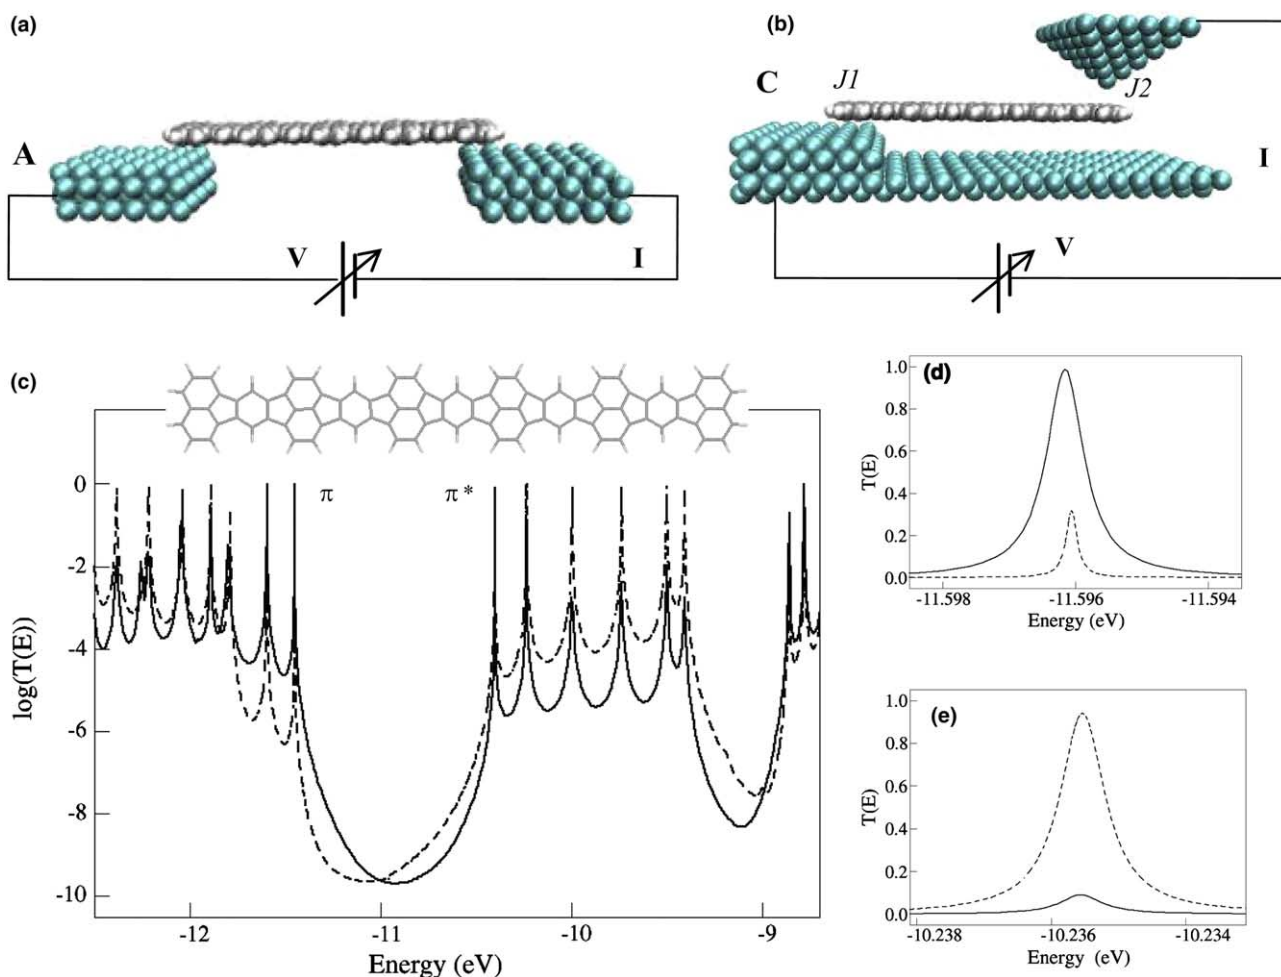 (a)
A
V
I
(b)
C
J1
J2
I
V
(c)
π
π*
0
-2
-4
-6
-8
-10
log(T(E))
-12
-11
-10
-9
Energy (eV)
(d)
1.0
0.8
0.6
0.4
0.2
0.0
T(E)
-11.598
-11.596
-11.594
Energy (eV)
(e)
1.0
0.8
0.6
0.4
0.2
0.0
T(E)
-10.238
-10.236
-10.234
Energy (eV)